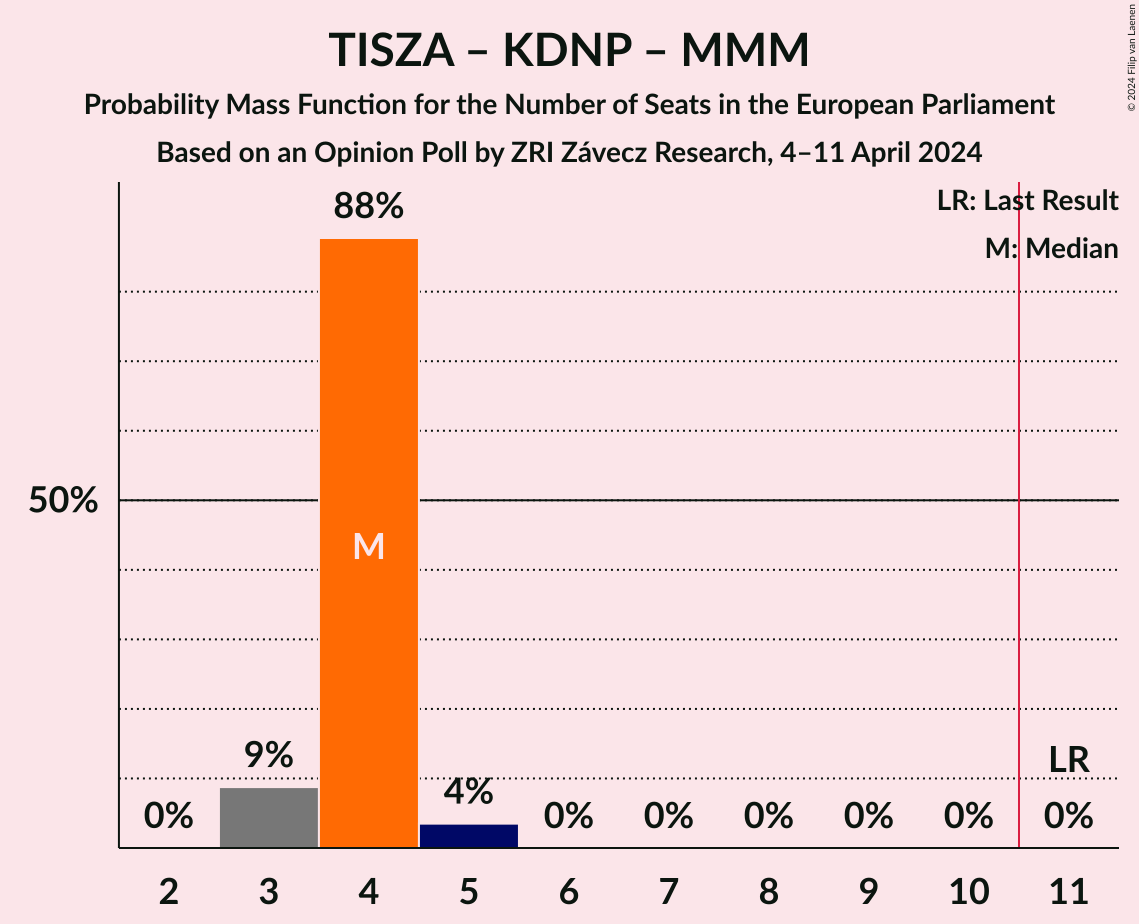 TISZA – KDNP – MMM
Probability Mass Function for the Number of Seats in the European Parliament
Based on an Opinion Poll by ZRI Závecz Research, 4–11 April 2024
© 2024 Filip van Laenen
LR: Last Result
M: Median
88%
50%
M
9%
4%
LR
0%
0%
0%
0%
0%
0%
0%
2
3
4
5
6
7
8
9
10
11